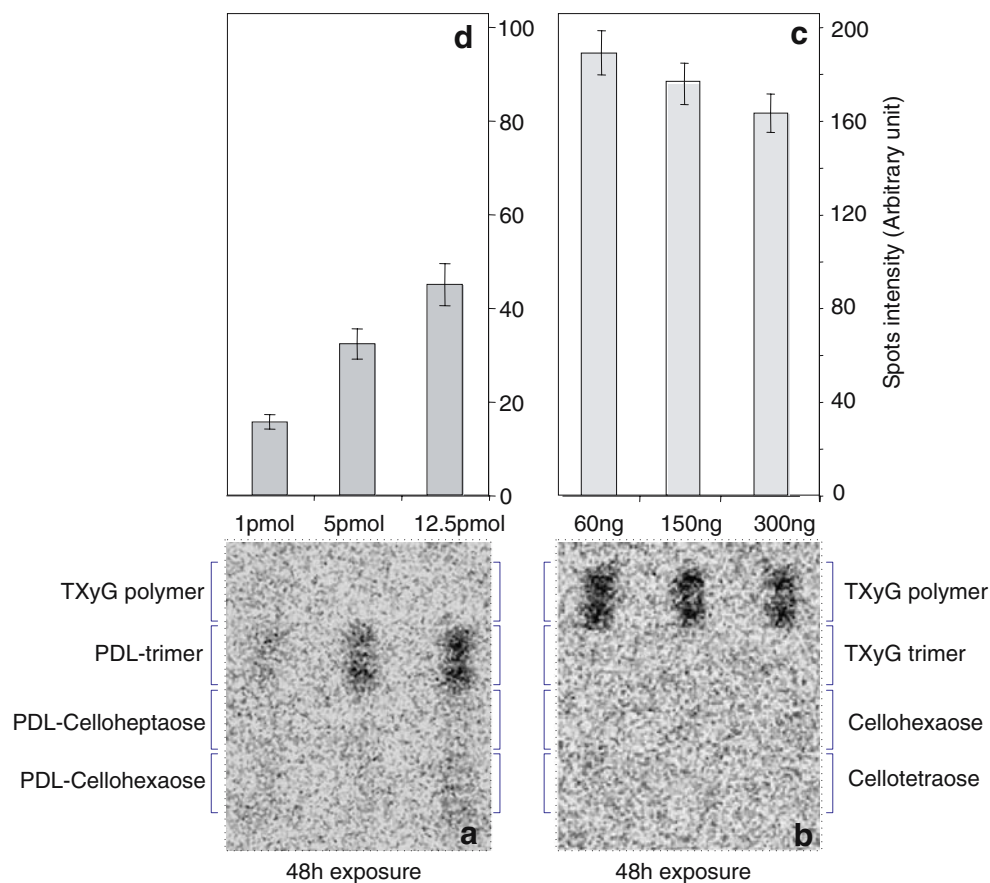 d
100
80
60
40
20
0
c
200
160
120
80
40
0
Spots intensity (Arbitrary unit)
1pmol 5pmol 12.5pmol
60ng 150ng 300ng
TXyG polymer
PDL-trimer
PDL-Celloheptaose
PDL-Cellohexaose
a
48h exposure
TXyG polymer
TXyG trimer
Cellohexaose
Cellotetraose
b
48h exposure